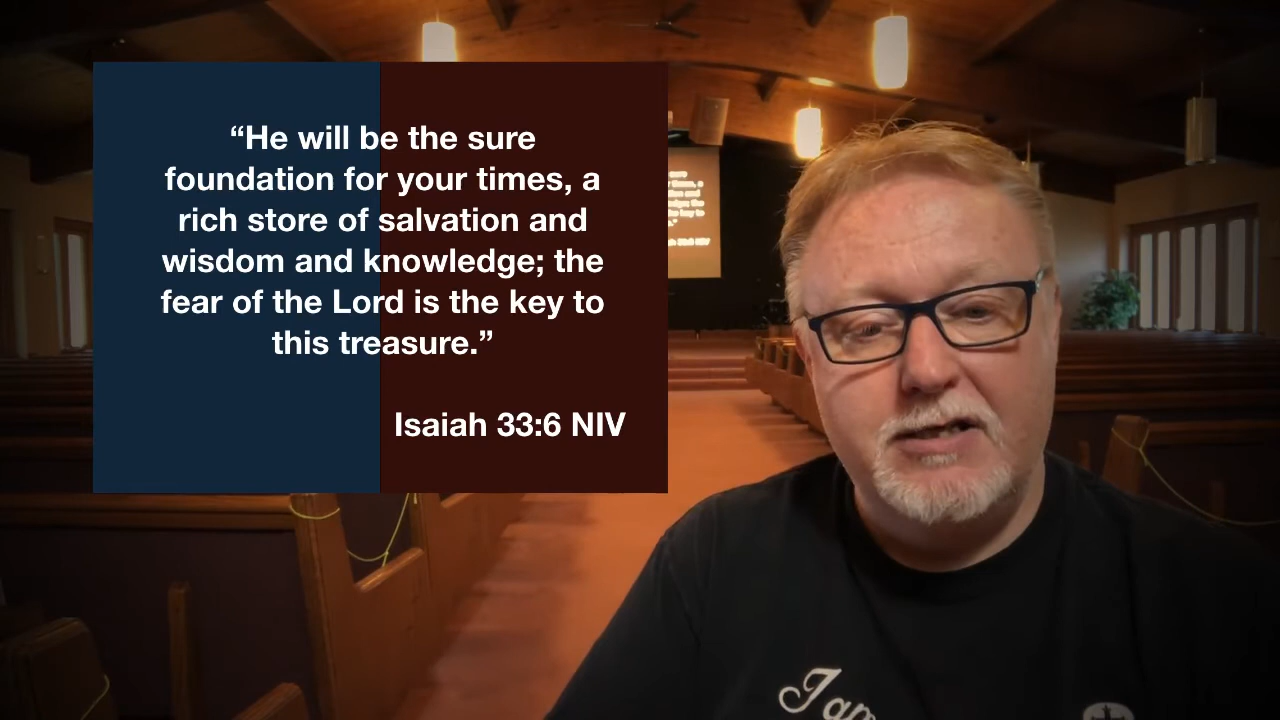 “He will be the sure
foundation for your times, a
rich store of salvation and
wisdom and knowledge; the
fear of the Lord is the key to
this treasure.”
Isaiah 33:6 NIV
I am